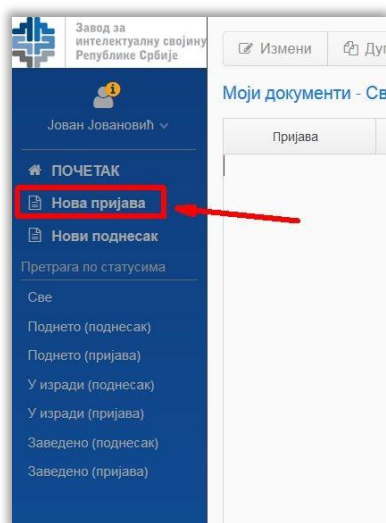 Завод за
интелектуалну својину
Републике Србије
Измени
Јован Јовановић
Моји документи - Св
Пријава
ПОЧЕТАК
Нова пријава
Нови поднесак
Претрага по статусима
Све
Поднето (поднесак)
Поднето (пријава)
У изради (поднесак)
У изради (пријава)
Заведено (поднесак)
Заведено (пријава)